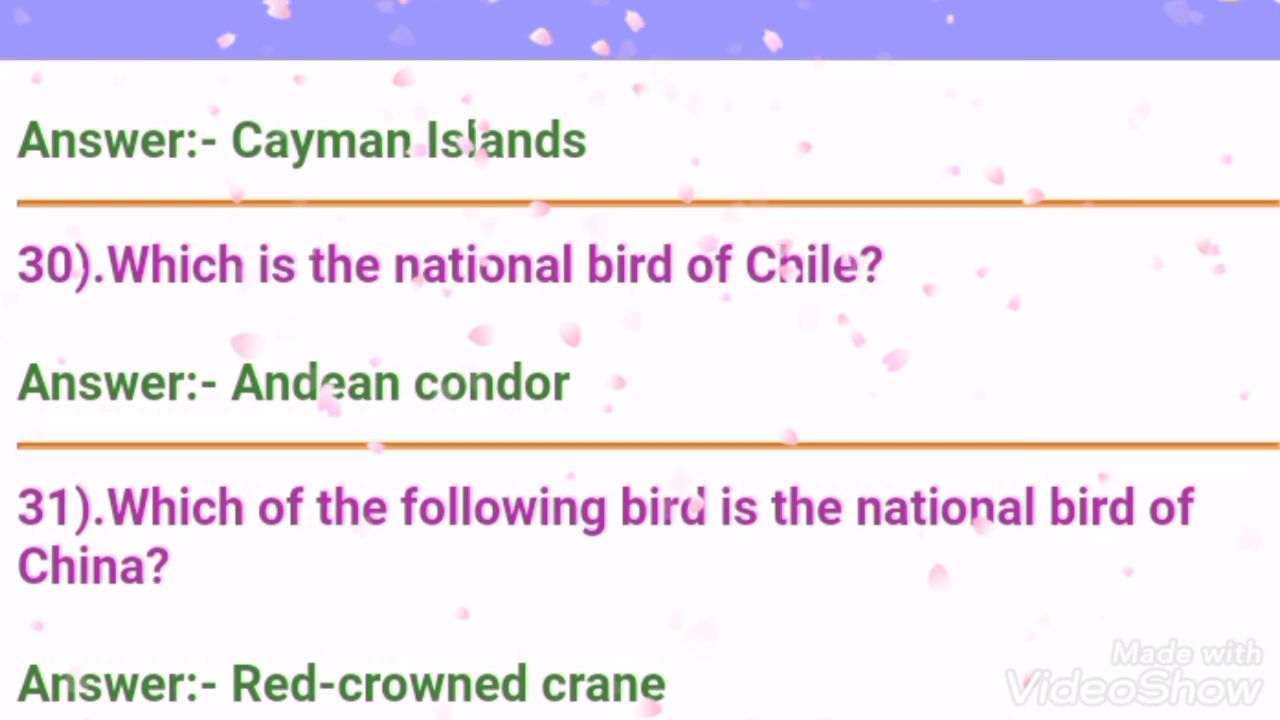 Answer:- Cayman Islands
30).Which is the national bird of Chile?
Answer:- Andean condor
31).Which of the following bird is the national bird of
China?
Answer:- Red-crowned crane
Made with
VideoShow